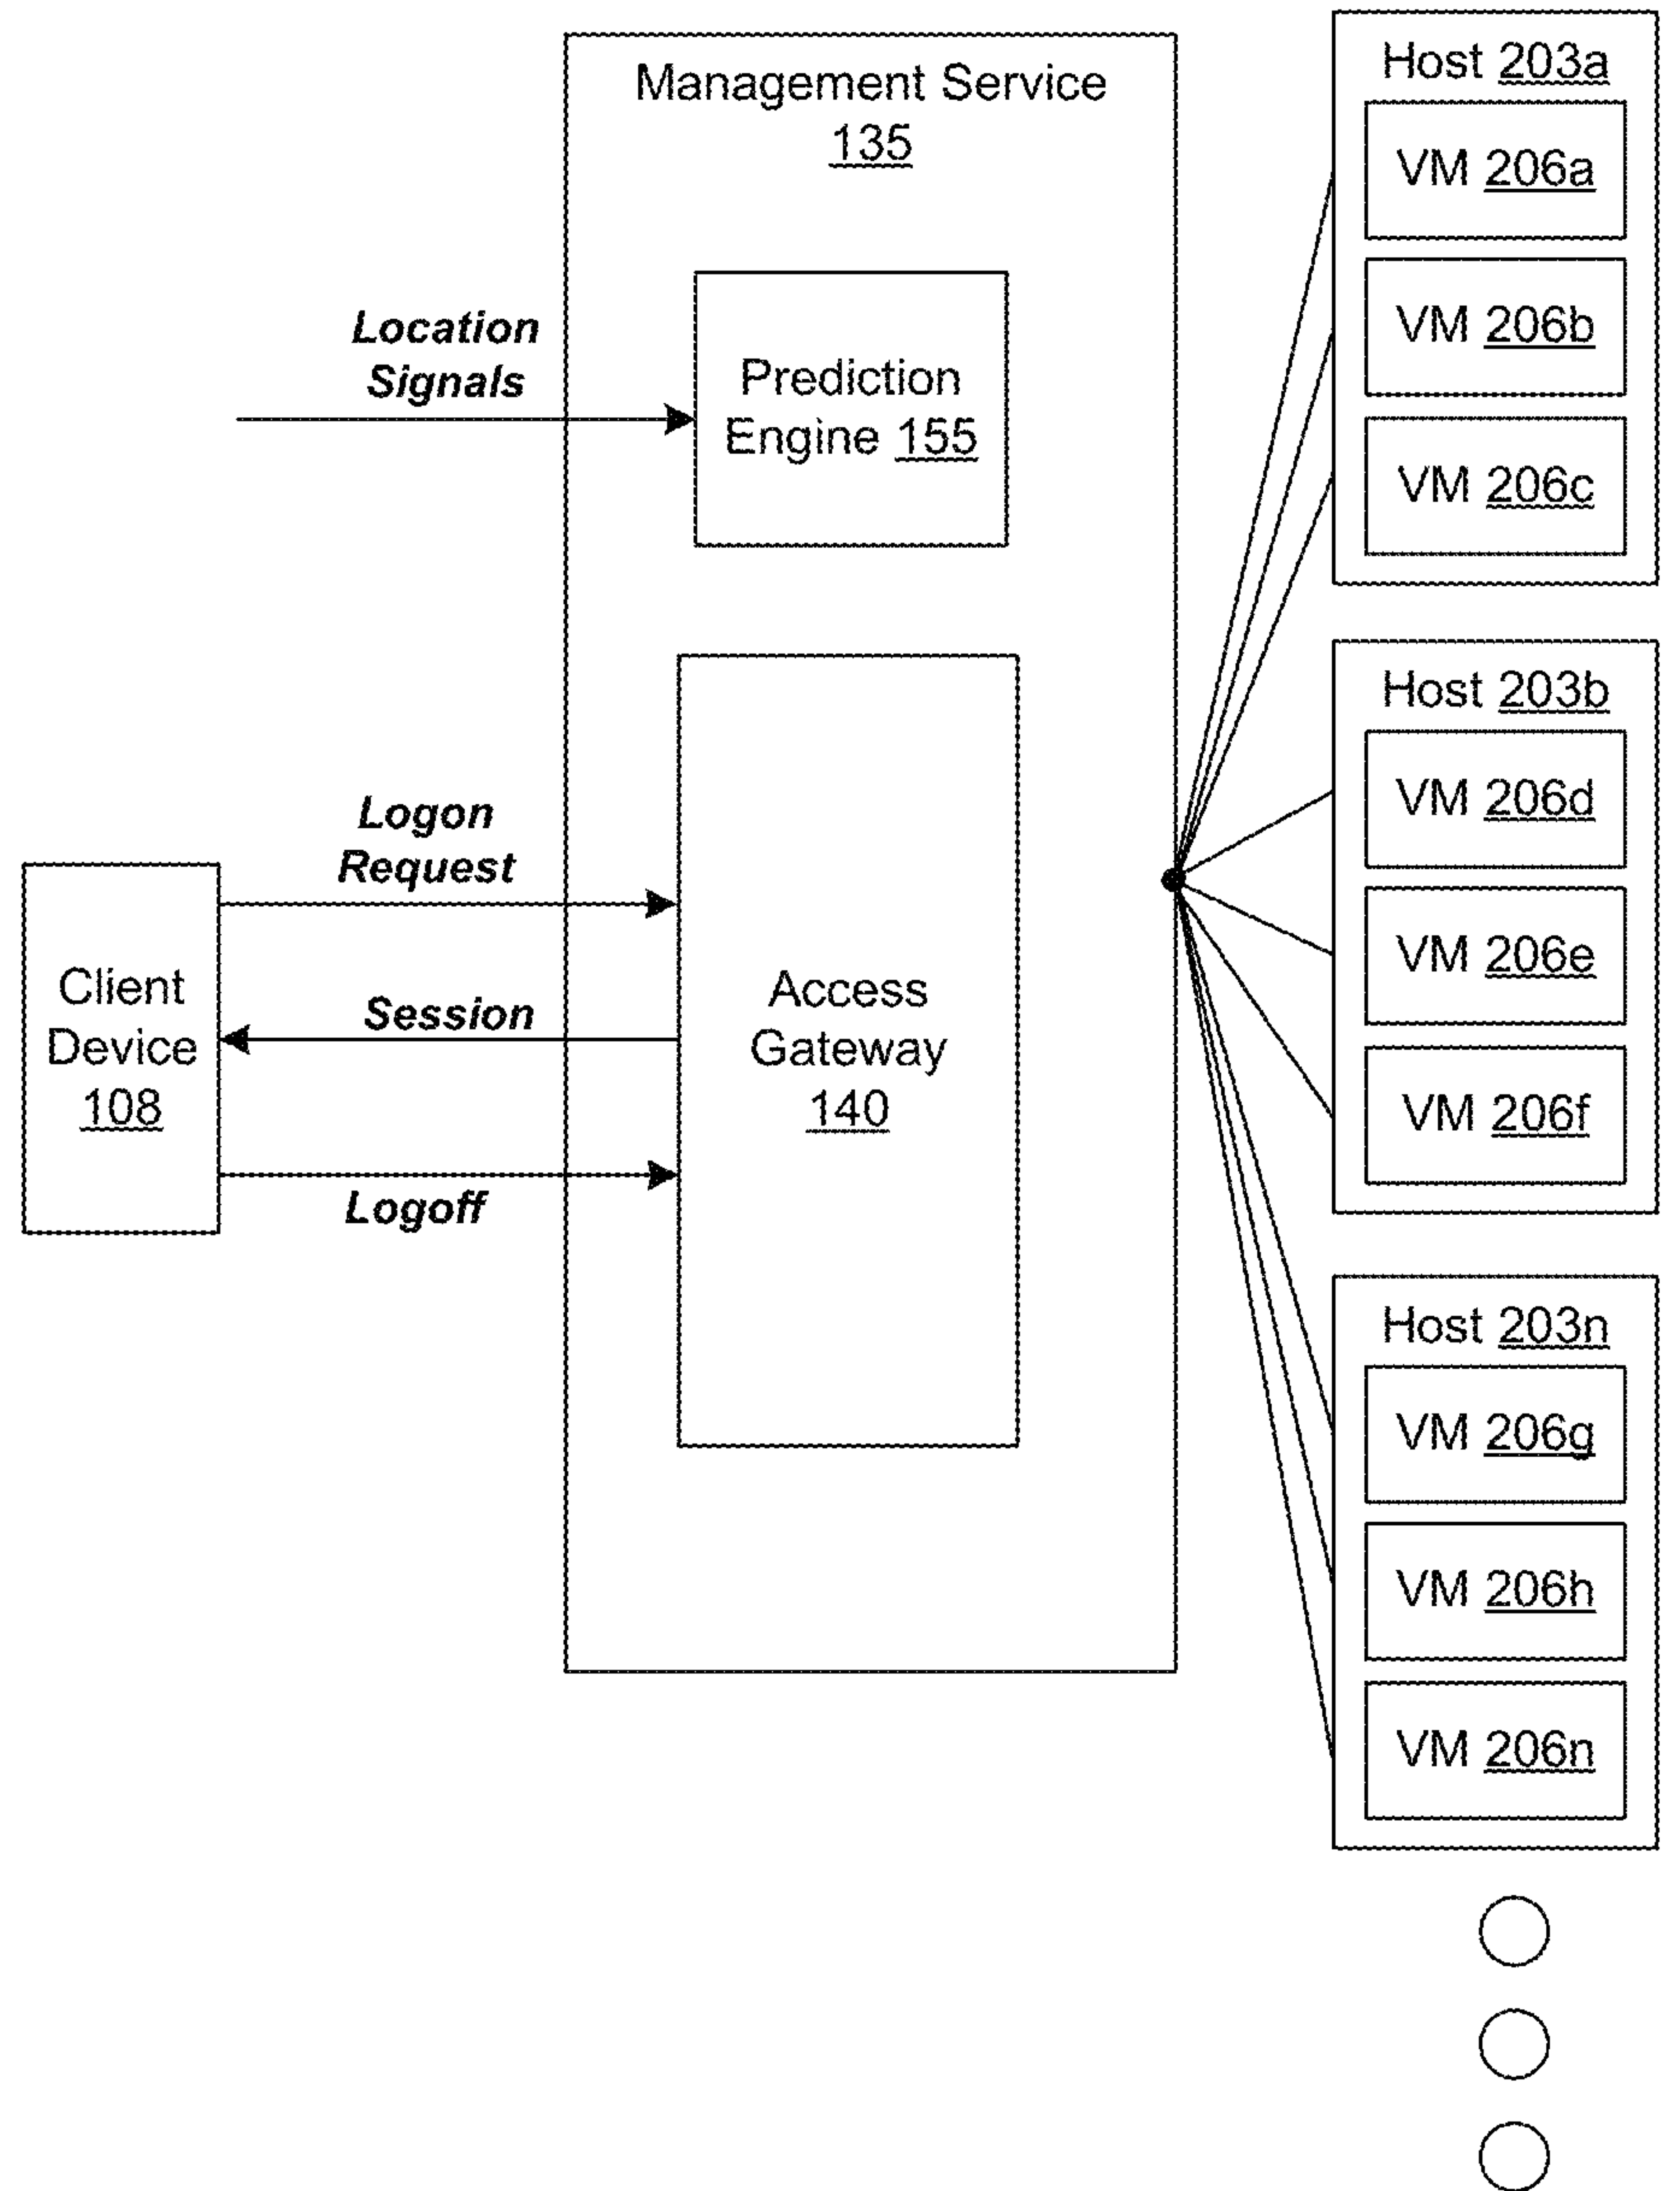 Management Service
135
Location
Signals
Prediction
Engine 155
Logon
Request
Client
Device
108
Session
Logoff
Access
Gateway
140
Host 203a
VM 206a
VM 206b
VM 206c
Host 203b
VM 206d
VM 206e
VM 206f
Host 203n
VM 206g
VM 206h
VM 206n